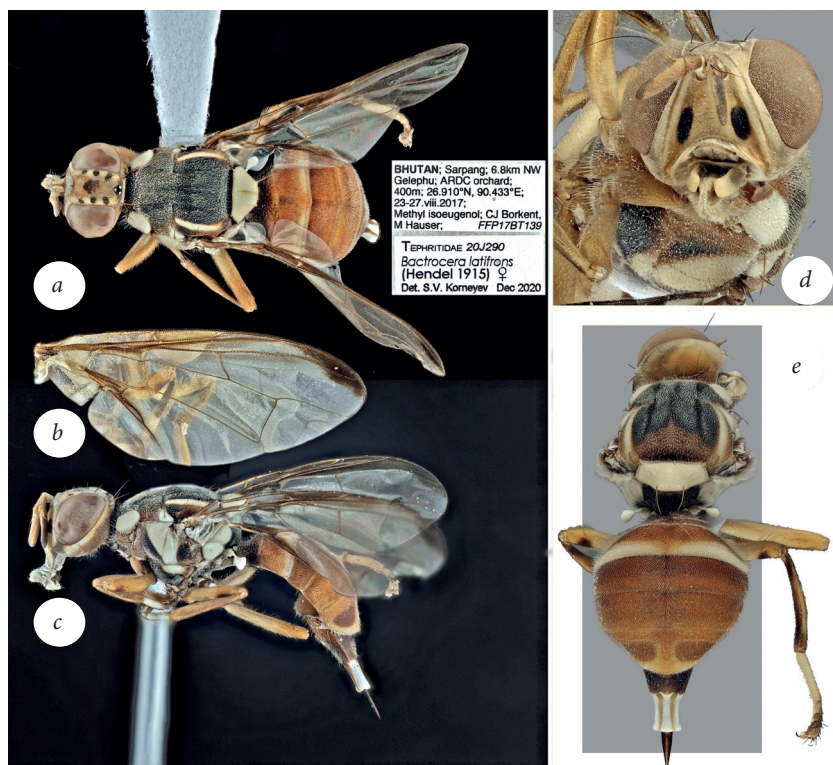 a
BHUTAN; Sarpang; 6.8km NW
Gelephu; ARDC orchard;
400m; 26.910°N, 90.433°E;
23-27.viii.2017;
Methyl isoeugenol; CJ Borkent,
M Hauser; FFP17BT139
TEPHRITIDAE 20J290
Bactrocera latifrons
(Hendel 1915) ♀
Det. S.V. Korneyev Dec 2020
b
c
d
e